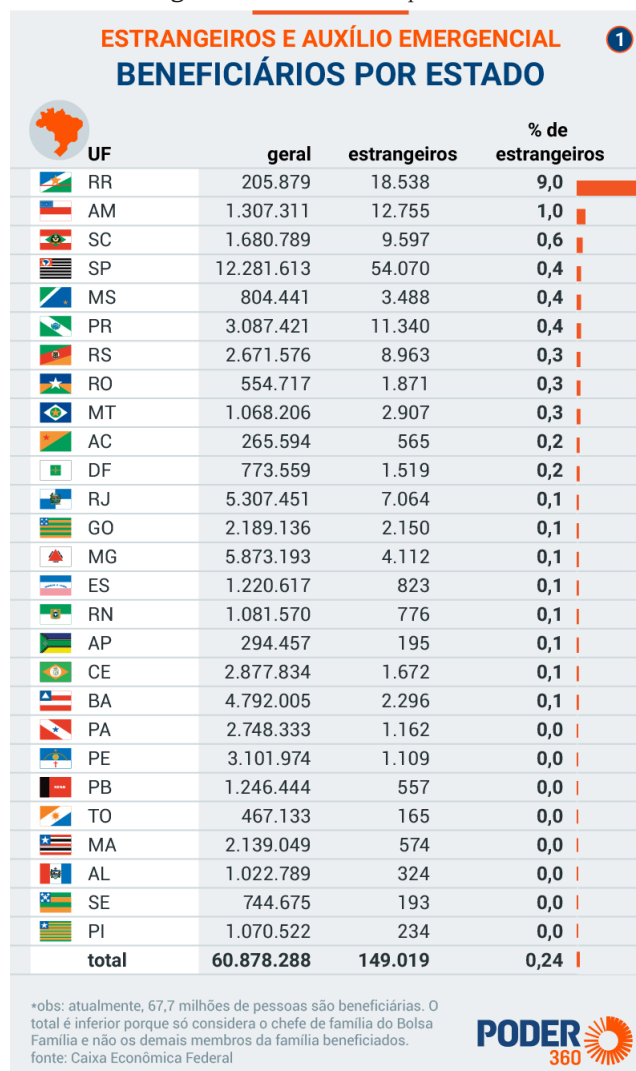 ESTRANGEIROS E AUXÍLIO EMERGENCIAL
1
BENEFICIÁRIOS POR ESTADO
UF geral estrangeiros % de estrangeiros
RR 205.879 18.538 9,0
AM 1.307.311 12.755 1,0
SC 1.680.789 9.597 0,6
SP 12.281.613 54.070 0,4
MS 804.441 3.488 0,4
PR 3.087.421 11.340 0,4
RS 2.671.576 8.963 0,3
RO 554.717 1.871 0,3
MT 1.068.206 2.907 0,3
AC 265.594 565 0,2
DF 773.559 1.519 0,2
RJ 5.307.451 7.064 0,1
GO 2.189.136 2.150 0,1
MG 5.873.193 4.112 0,1
ES 1.220.617 823 0,1
RN 1.081.570 776 0,1
AP 294.457 195 0,1
CE 2.877.834 1.672 0,1
BA 4.792.005 2.296 0,1
PA 2.748.333 1.162 0,0
PE 3.101.974 1.109 0,0
PB 1.246.444 557 0,0
TO 467.133 165 0,0
MA 2.139.049 574 0,0
AL 1.022.789 324 0,0
SE 744.675 193 0,0
PI 1.070.522 234 0,0
total 60.878.288 149.019 0,24
*obs: atualmente, 67,7 milhões de pessoas são beneficiárias. O
total é inferior porque só considera o chefe de família do Bolsa
Família e não os demais membros da família beneficiados.
fonte: Caixa Econômica Federal
PODER
360